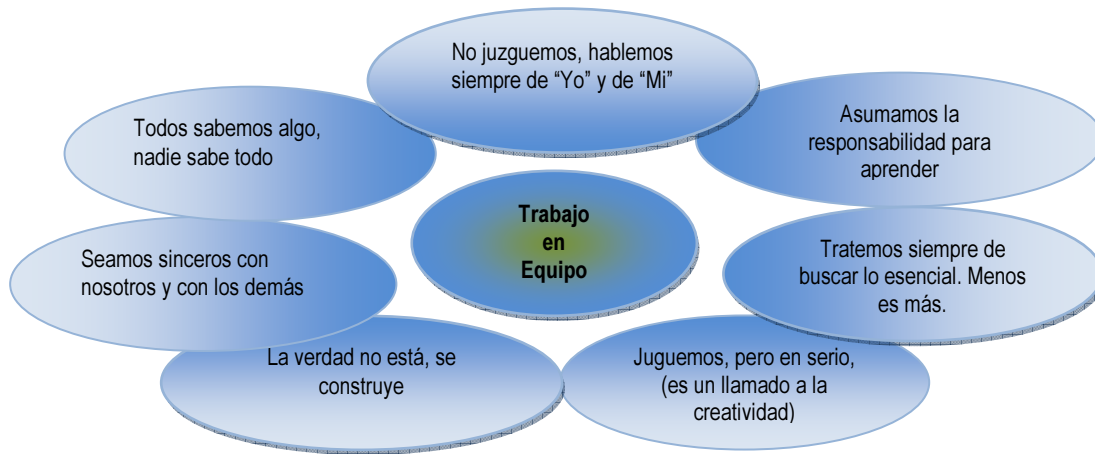 No juzguemos, hablemos
siempre de “Yo” y de “Mi”
Asumamos la
responsabilidad para
aprender
Tratemos siempre de
buscar lo esencial. Menos
es más.
Juguemos, pero en serio,
(es un llamado a la
creatividad)
La verdad no está, se
construye
Seamos sinceros con
nosotros y con los demás
Todos sabemos algo,
nadie sabe todo
Trabajo
en
Equipo